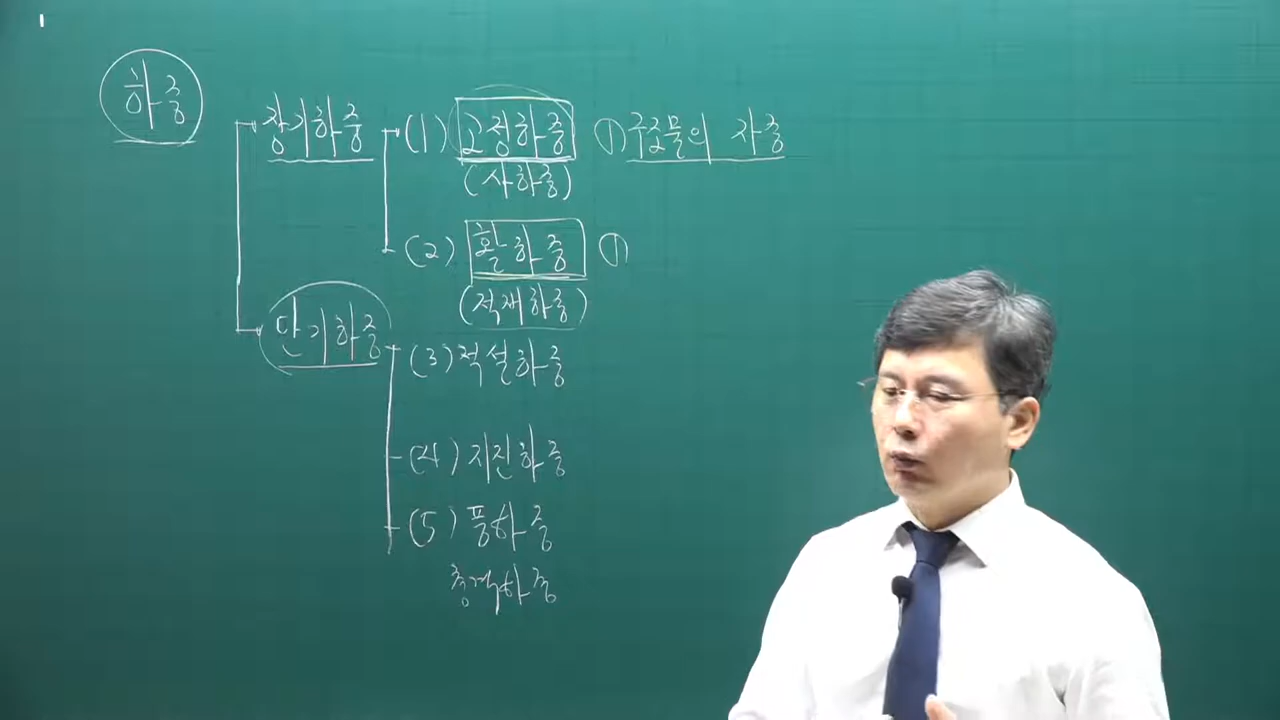 하중
장기하중 (1) 고정하중 ① 구조물의 자중
(사하중)
(2) 활하중 ①
(적재하중)
단기하중
(3) 적설하중
(4) 지진하중
(5) 풍하중
충격하중